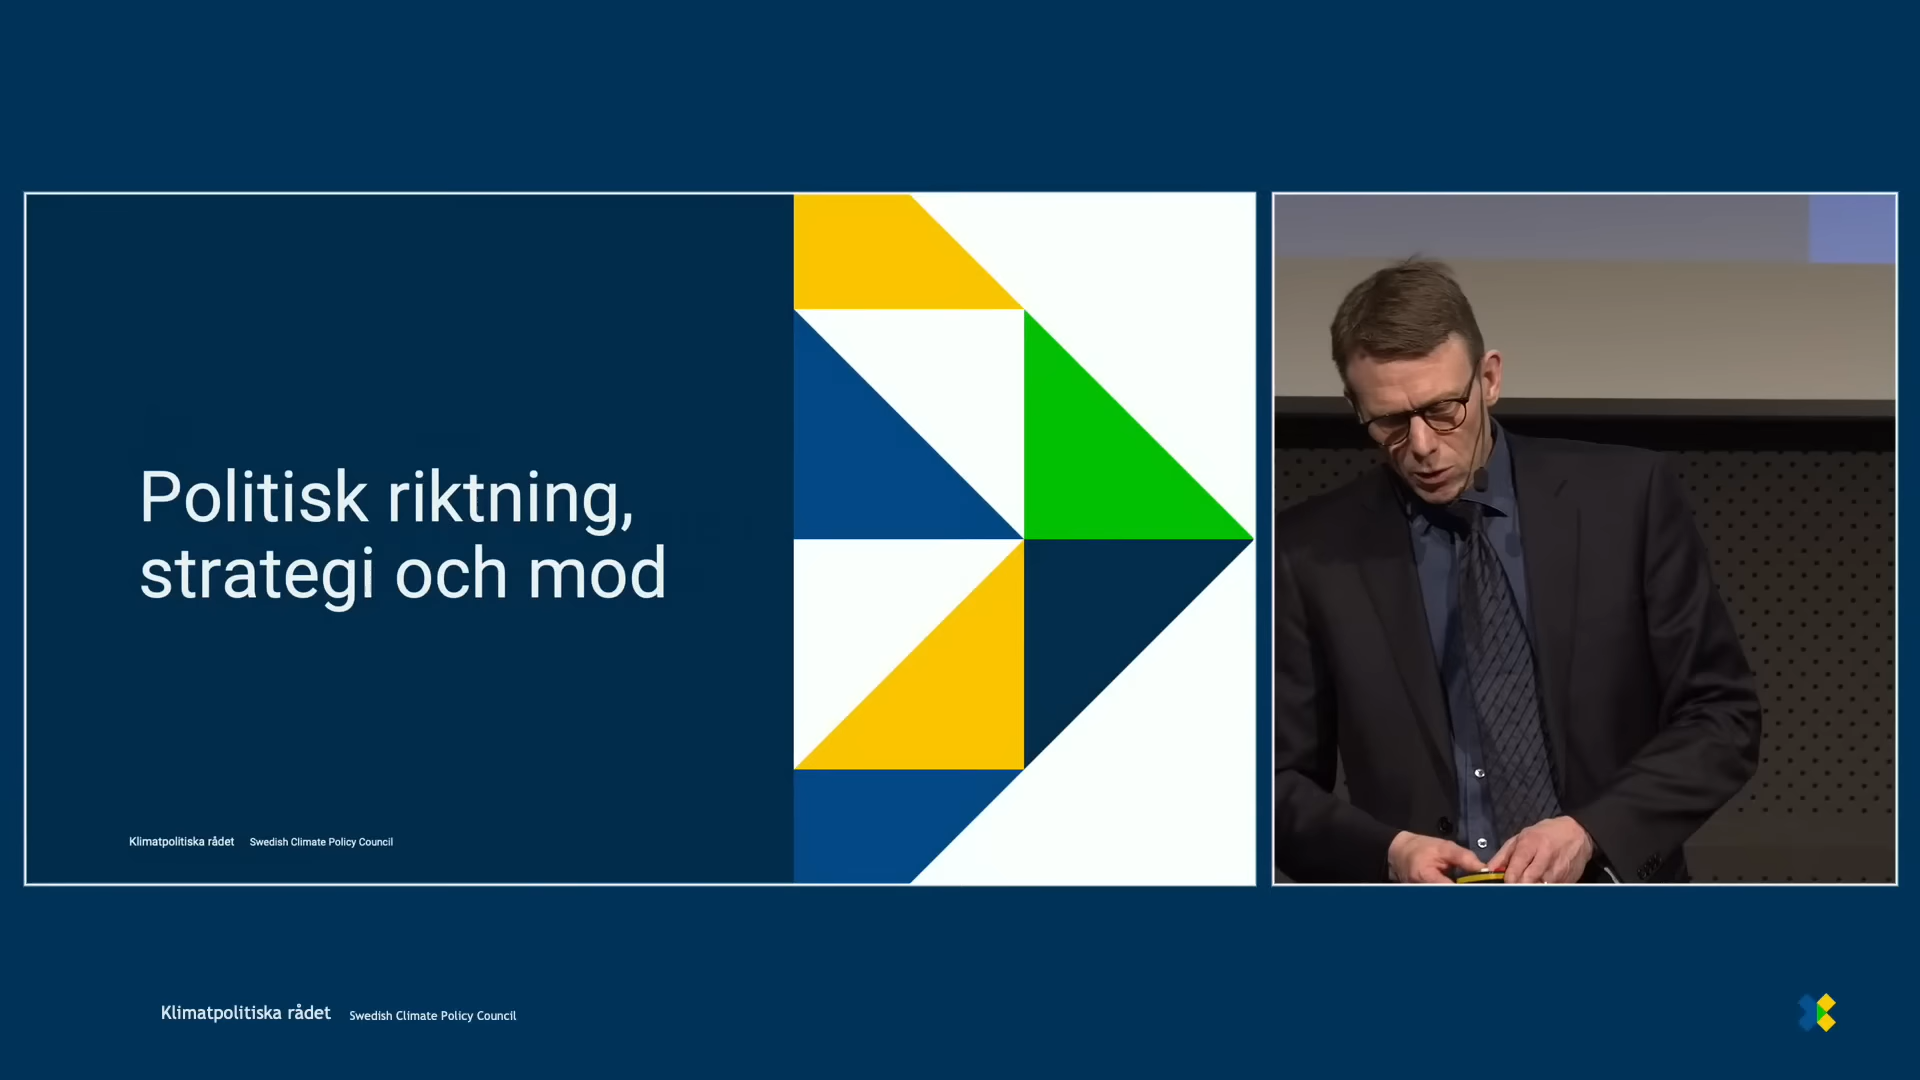 Politisk riktning,
strategi och mod
Klimatpolitiska rådet Swedish Climate Policy Council
Klimatpolitiska rådet Swedish Climate Policy Council